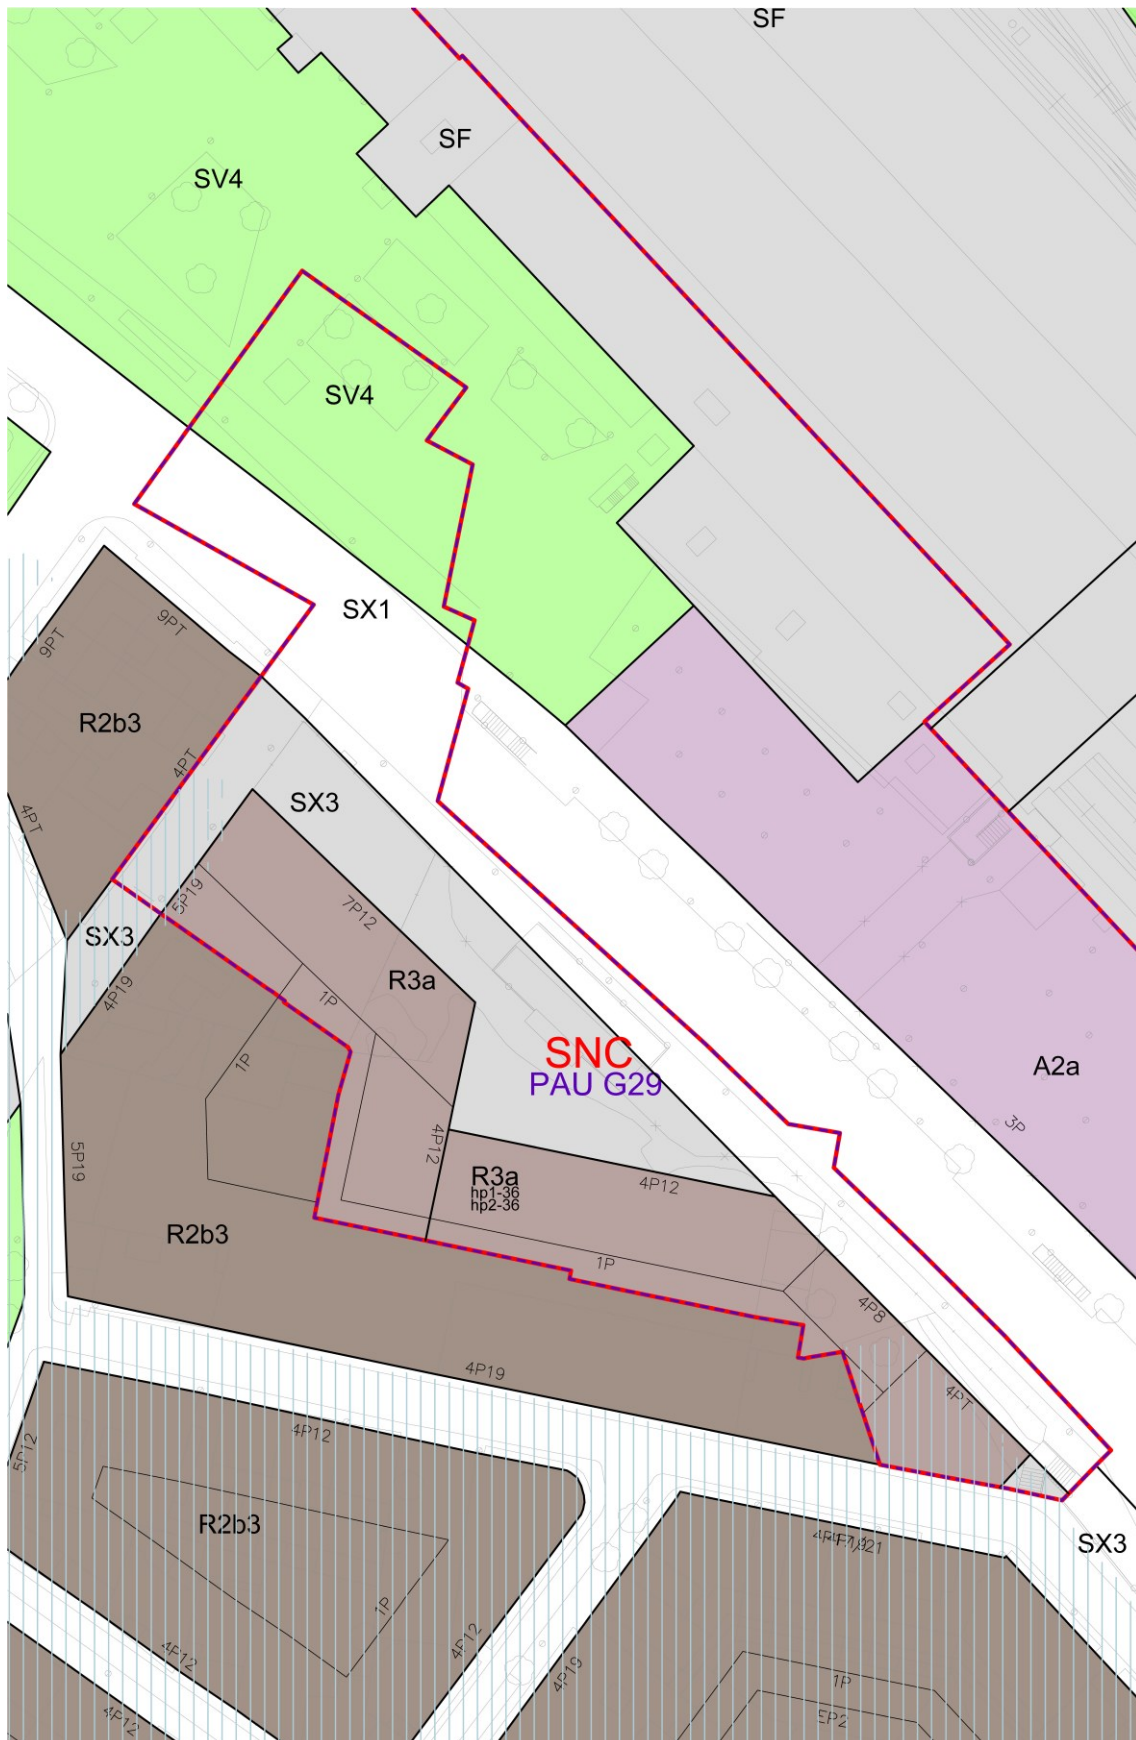 SF
SF
SV4
SV4
SX1
9PT
9PT
R2b3
4PT
4PT
SX3
5P19
7P12
SX3
4P19
R3a
1P
1P
SNC
PAU G29
A2a
3P
5P19
4P12
R3a
hp1-36
hp2-36
4P12
R2b3
1P
4P8
4P19
4PT
4P12
5P12
R2b3
1P
SX3
4P12
4P12
4P19
4P12
1P
EP2